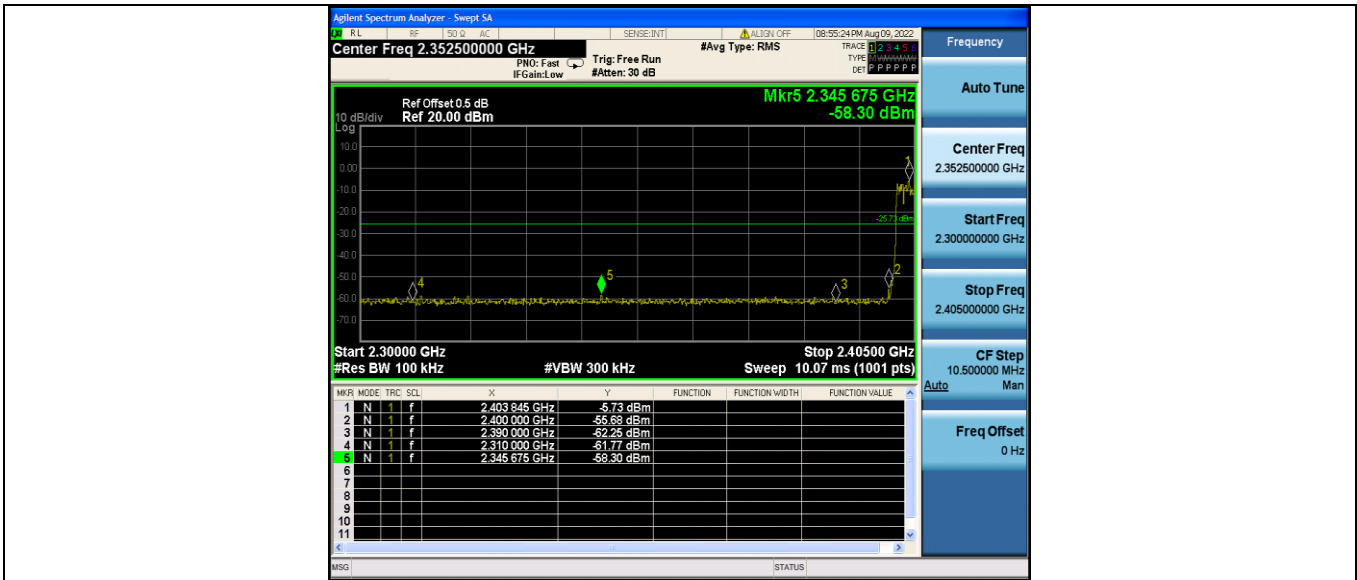 Agilent Spectrum Analyzer - Swept SA
RL RF 50 Ω AC SENSE:INT ALIGN OFF 08:55:24 PM Aug 09, 2022
Center Freq 2.352500000 GHz
PNO: Fast
IFGain:Low
Trig: Free Run
#Atten: 30 dB
#Avg Type: RMS
TRACE 1 2 3 4 5 6
TYPE
DET P P P P P P
Mkr5 2.345 675 GHz
-58.30 dBm
Ref Offset 0.5 dB
10 dB/div Ref 20.00 dBm
Log
10.0
0.00
-10.0
-20.0
-30.0
-40.0
-50.0
-60.0
-70.0
1
-25.73 dBm
2
3
4
5
Start 2.30000 GHz Stop 2.40500 GHz
#Res BW 100 kHz #VBW 300 kHz Sweep 10.07 ms (1001 pts)
MKR MODE TRC SCL X Y FUNCTION FUNCTION WIDTH FUNCTION VALUE
1 N 1 f 2.403 845 GHz -5.73 dBm
2 N 1 f 2.400 000 GHz -55.68 dBm
3 N 1 f 2.390 000 GHz -62.25 dBm
4 N 1 f 2.310 000 GHz -61.77 dBm
5 N 1 f 2.345 675 GHz -58.30 dBm
6
7
8
9
10
11
MSG STATUS
Frequency
Auto Tune
Center Freq
2.352500000 GHz
Start Freq
2.300000000 GHz
Stop Freq
2.405000000 GHz
CF Step
10.500000 MHz
Auto Man
Freq Offset
0 Hz